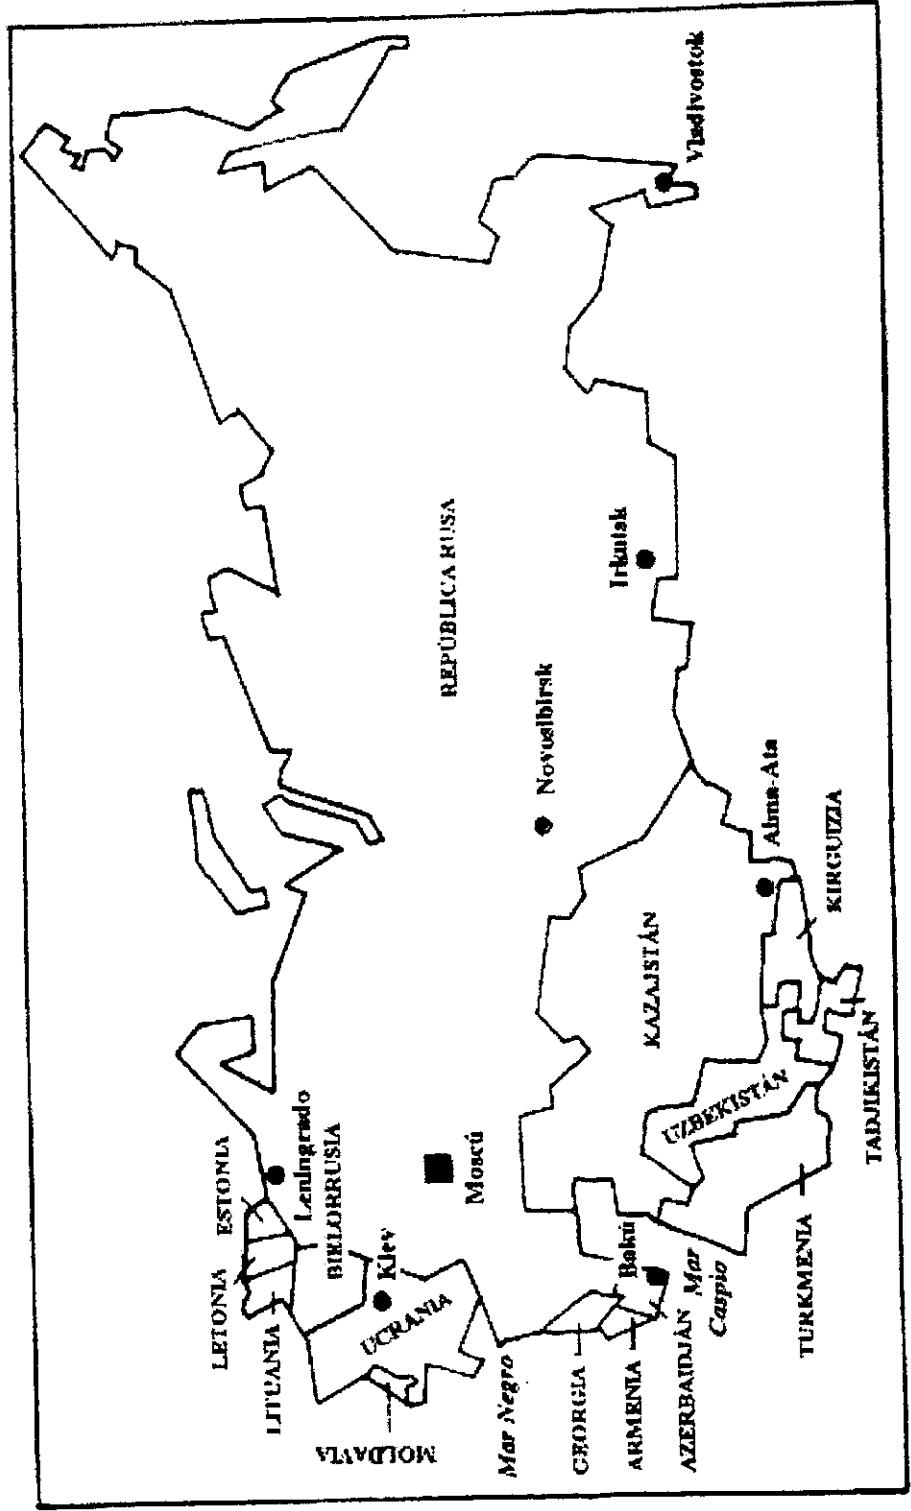 ESTONIA
LETONIA
LITUANIA
Leningrado
BIELORRUSIA
Kiev
UCRANIA
MOLDAVIA
Moscú
REPÚBLICA RUSA
Novosibirsk
Irkutsk
Vladivostok
Mar Negro
GEORGIA
ARMENIA
AZERBAIDJÁN
Bakú
Mar
Caspio
KAZAJSTÁN
UZBEKISTÁN
TURKMENIA
TADJIKISTÁN
KIRGUIZIA
Alma-Ata